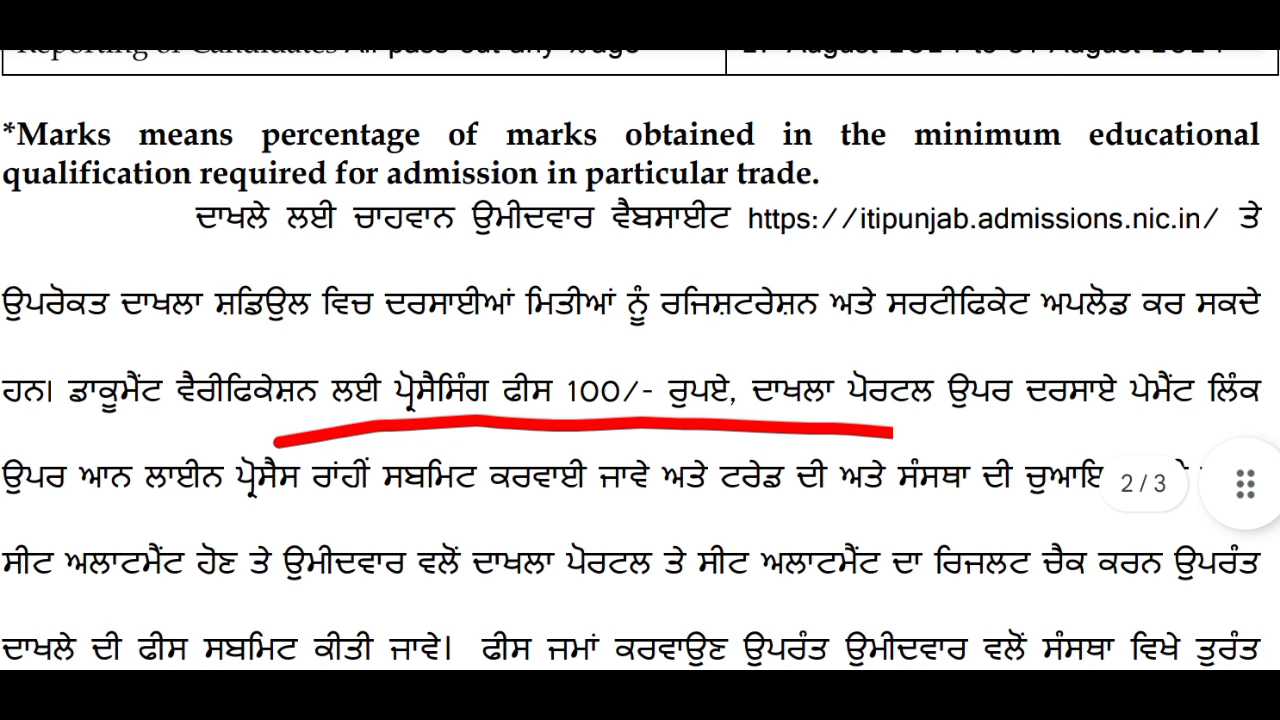 *Marks means percentage of marks obtained in the minimum educational
qualification required for admission in particular trade.
ਦਾਖਲੇ ਲਈ ਚਾਹਵਾਨ ਉਮੀਦਵਾਰ ਵੈਬਸਾਈਟ https://itipunjab.admissions.nic.in/ ਤੇ
ਉਪਰੋਕਤ ਦਾਖਲਾ ਸ਼ਡਿਊਲ ਵਿਚ ਦਰਸਾਈਆਂ ਮਿਤੀਆਂ ਨੂੰ ਰਜਿਸ਼ਟਰੇਸ਼ਨ ਅਤੇ ਸਰਟੀਫਿਕੇਟ ਅਪਲੋਡ ਕਰ ਸਕਦੇ
ਹਨ। ਡਾਕੂਮੈਂਟ ਵੈਰੀਫਿਕੇਸ਼ਨ ਲਈ ਪ੍ਰੋਸੈਸਿੰਗ ਫੀਸ 100/- ਰੁਪਏ, ਦਾਖਲਾ ਪੋਰਟਲ ਉਪਰ ਦਰਸਾਏ ਪੇਮੈਂਟ ਲਿੰਕ
ਉਪਰ ਆਨ ਲਾਈਨ ਪ੍ਰੋਸੈਸ ਰਾਂਹੀਂ ਸਬਮਿਟ ਕਰਵਾਈ ਜਾਵੇ ਅਤੇ ਟਰੇਡ ਦੀ ਅਤੇ ਸੰਸਥਾ ਦੀ
2 / 3
ਸੀਟ ਅਲਾਟਮੈਂਟ ਹੋਣ ਤੇ ਉਮੀਦਵਾਰ ਵਲੋਂ ਦਾਖਲਾ ਪੋਰਟਲ ਤੇ ਸੀਟ ਅਲਾਟਮੈਂਟ ਦਾ ਰਿਜਲਟ ਚੈਕ ਕਰਨ ਉਪਰੰਤ
ਦਾਖਲੇ ਦੀ ਫੀਸ ਸਬਮਿਟ ਕੀਤੀ ਜਾਵੇ। ਫੀਸ ਜਮਾਂ ਕਰਵਾਉਣ ਉਪਰੰਤ ਉਮੀਦਵਾਰ ਵਲੋਂ ਸੰਸਥਾ ਵਿਖੇ ਤੁਰੰਤ